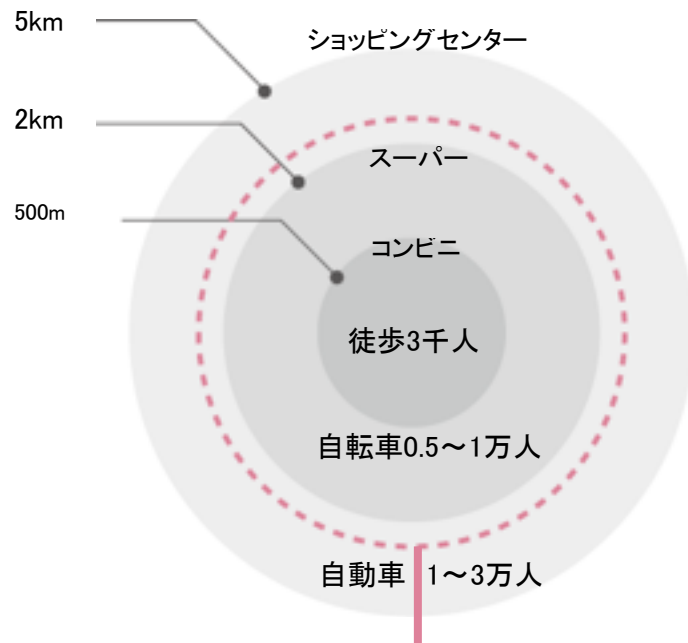 5km
ショッピングセンター
2km
スーパー
500m
コンビニ
徒歩3千人
自転車0.5～1万人
自動車 1～3万人